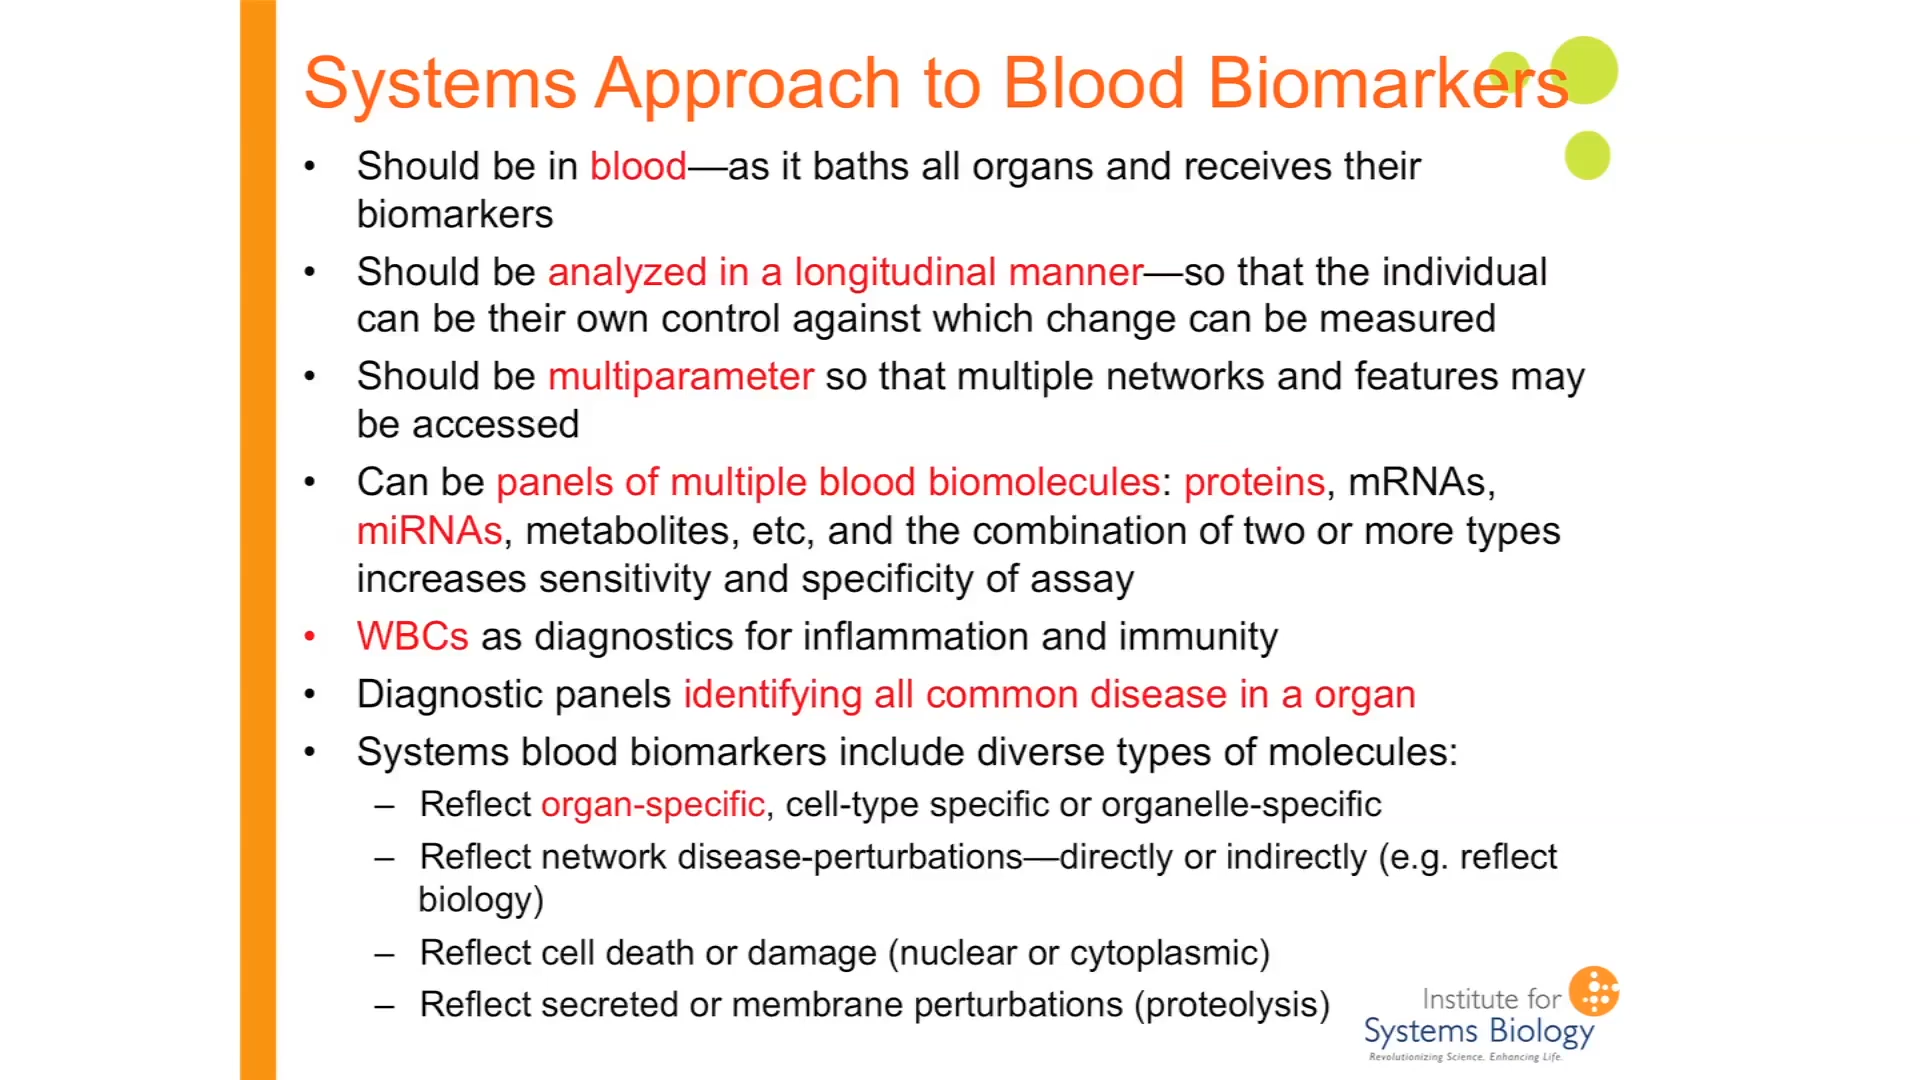 Systems Approach to Blood Biomarkers
• Should be in blood—as it baths all organs and receives their
biomarkers
• Should be analyzed in a longitudinal manner—so that the individual
can be their own control against which change can be measured
• Should be multiparameter so that multiple networks and features may
be accessed
• Can be panels of multiple blood biomolecules: proteins, mRNAs,
miRNAs, metabolites, etc, and the combination of two or more types
increases sensitivity and specificity of assay
• WBCs as diagnostics for inflammation and immunity
• Diagnostic panels identifying all common disease in a organ
• Systems blood biomarkers include diverse types of molecules:
– Reflect organ-specific, cell-type specific or organelle-specific
– Reflect network disease-perturbations—directly or indirectly (e.g. reflect
biology)
– Reflect cell death or damage (nuclear or cytoplasmic)
– Reflect secreted or membrane perturbations (proteolysis)
Institute for
Systems Biology
Revolutionizing Science. Enhancing Life.